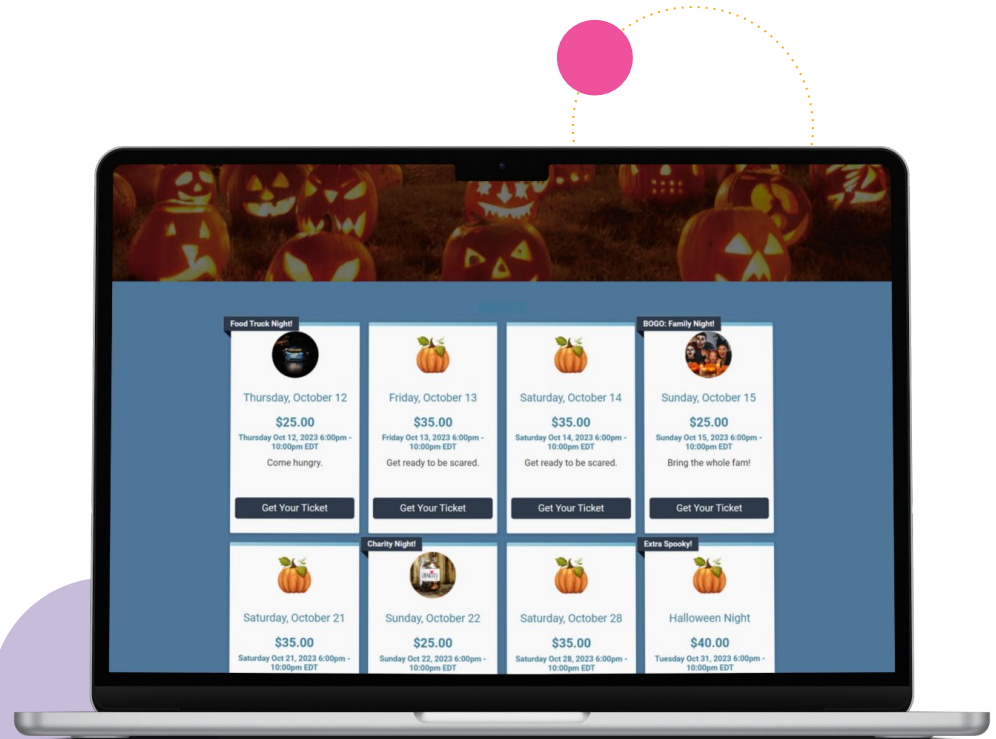 Food Truck Night!
Thursday, October 12
$25.00
Thursday Oct 12, 2023 6:00pm -
10:00pm EDT
Come hungry.
Get Your Ticket
Friday, October 13
$35.00
Friday Oct 13, 2023 6:00pm -
10:00pm EDT
Get ready to be scared.
Get Your Ticket
Saturday, October 14
$35.00
Saturday Oct 14, 2023 6:00pm -
10:00pm EDT
Get ready to be scared.
Get Your Ticket
BOGO: Family Night!
Sunday, October 15
$25.00
Sunday Oct 15, 2023 6:00pm -
10:00pm EDT
Bring the whole fam!
Get Your Ticket
Saturday, October 21
$35.00
Saturday Oct 21, 2023 6:00pm -
10:00pm EDT
Charity Night!
Sunday, October 22
$25.00
Sunday Oct 22, 2023 6:00pm -
10:00pm EDT
Saturday, October 28
$35.00
Saturday Oct 28, 2023 6:00pm -
10:00pm EDT
Extra Spooky!
Halloween Night
$40.00
Tuesday Oct 31, 2023 6:00pm -
10:00pm EDT